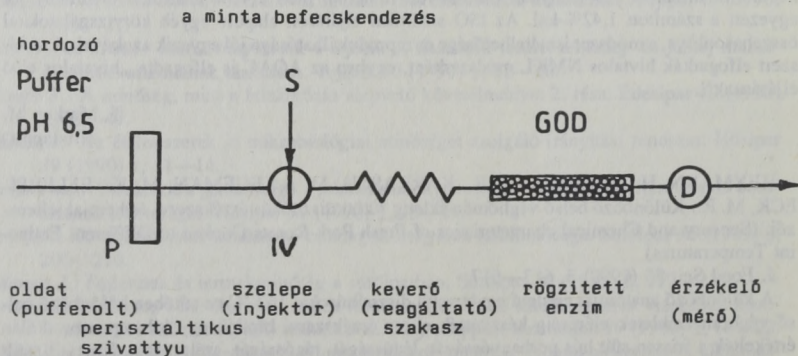 a minta befecskendezés
hordozó
Puffer
pH 6,5
S
GOD
D
P
IV
oldat szelepe keverő rögzitett érzékelő
(pufferolt) (injektor) (reagáltató) enzim (mérő)
periszteltikus szakasz
szivattyu